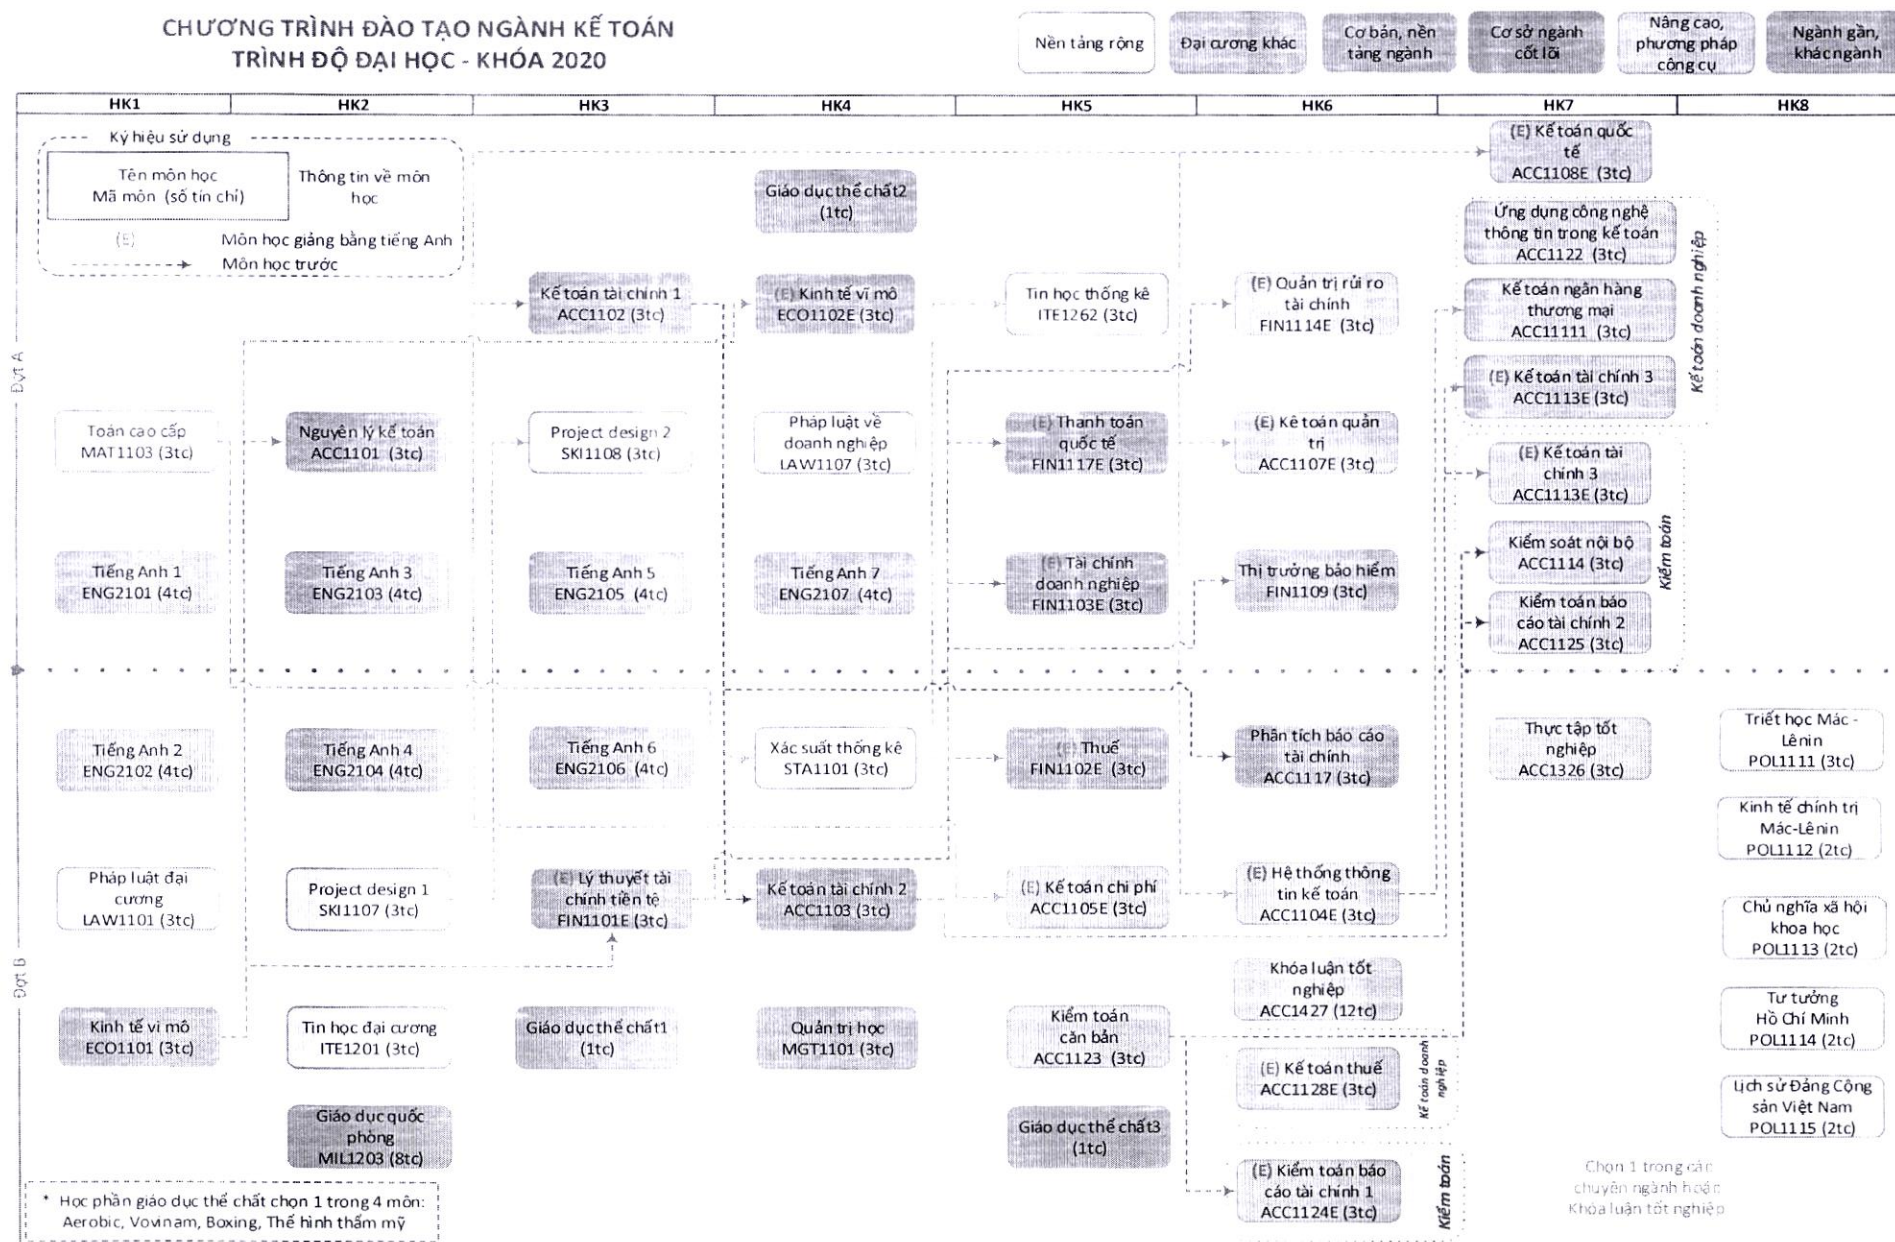 CHƯƠNG TRÌNH ĐÀO TẠO NGÀNH KẾ TOÁN
TRÌNH ĐỘ ĐẠI HỌC - KHÓA 2020
Nền tảng rộng
Đại cương khác
Cơ bản, nền
tảng ngành
Cơ sở ngành
cốt lõi
Nâng cao,
phương pháp
công cụ
Ngành gần,
khác ngành
HK1
HK2
HK3
HK4
HK5
HK6
HK7
HK8
Ký hiệu sử dụng
Tên môn học
Mã môn (số tín chỉ)
Thông tin về môn
học
(E)
Môn học giảng bằng tiếng Anh
Môn học trước
Đợt A
Đợt B
Toán cao cấp
MAT1103 (3tc)
Tiếng Anh 1
ENG2101 (4tc)
Tiếng Anh 2
ENG2102 (4tc)
Pháp luật đại
cương
LAW1101 (3tc)
Kinh tế vi mô
ECO1101 (3tc)
Nguyên lý kế toán
ACC1101 (3tc)
Tiếng Anh 3
ENG2103 (4tc)
Tiếng Anh 4
ENG2104 (4tc)
Project design 1
SKI1107 (3tc)
Tin học đại cương
ITE1201 (3tc)
Giáo dục quốc
phòng
MIL1203 (8tc)
Kế toán tài chính 1
ACC1102 (3tc)
Project design 2
SKI1108 (3tc)
Tiếng Anh 5
ENG2105 (4tc)
Tiếng Anh 6
ENG2106 (4tc)
(E) Lý thuyết tài
chính tiền tệ
FIN1101E (3tc)
Giáo dục thể chất1
(1tc)
Giáo dục thể chất2
(1tc)
(E) Kinh tế vĩ mô
ECO1102E (3tc)
Pháp luật về
doanh nghiệp
LAW1107 (3tc)
Tiếng Anh 7
ENG2107 (4tc)
Xác suất thống kê
STA1101 (3tc)
Kế toán tài chính 2
ACC1103 (3tc)
Quản trị học
MGT1101 (3tc)
Tin học thống kê
ITE1262 (3tc)
(E) Thanh toán
quốc tế
FIN1117E (3tc)
(E) Tài chính
doanh nghiệp
FIN1103E (3tc)
(E) Thuế
FIN1102E (3tc)
(E) Kế toán chi phí
ACC1105E (3tc)
Kiểm toán
căn bản
ACC1123 (3tc)
Giáo dục thể chất3
(1tc)
(E) Quản trị rủi ro
tài chính
FIN1114E (3tc)
(E) Kê toán quản
trị
ACC1107E (3tc)
Thị trường bảo hiểm
FIN1109 (3tc)
Phân tích báo cáo
tài chính
ACC1117 (3tc)
(E) Hệ thống thông
tin kế toán
ACC1104E (3tc)
Khóa luận tốt
nghiệp
ACC1427 (12tc)
(E) Kế toán thuế
ACC1128E (3tc)
Kế toán doanh
nghiệp
(E) Kiểm toán báo
cáo tài chính 1
ACC1124E (3tc)
Kiểm toán
(E) Kế toán quốc
tế
ACC1108E (3tc)
Ứng dụng công nghệ
thông tin trong kế toán
ACC1122 (3tc)
Kế toán ngân hàng
thương mại
ACC11111 (3tc)
(E) Kế toán tài chính 3
ACC1113E (3tc)
Kế toán doanh nghiệp
(E) Kế toán tài
chính 3
ACC1113E (3tc)
Kiểm soát nội bộ
ACC1114 (3tc)
Kiểm toán báo
cáo tài chính 2
ACC1125 (3tc)
Kiểm toán
Thực tập tốt
nghiệp
ACC1326 (3tc)
Triết học Mác -
Lênin
POL1111 (3tc)
Kinh tế chính trị
Mác-Lênin
POL1112 (2tc)
Chủ nghĩa xã hội
khoa học
POL1113 (2tc)
Tư tưởng
Hồ Chí Minh
POL1114 (2tc)
Lịch sử Đảng Cộng
sản Việt Nam
POL1115 (2tc)
* Học phần giáo dục thể chất chọn 1 trong 4 môn:
Aerobic, Vovinam, Boxing, Thể hình thẩm mỹ
Chọn 1 trong các
chuyên ngành hoặc
Khóa luận tốt nghiệp